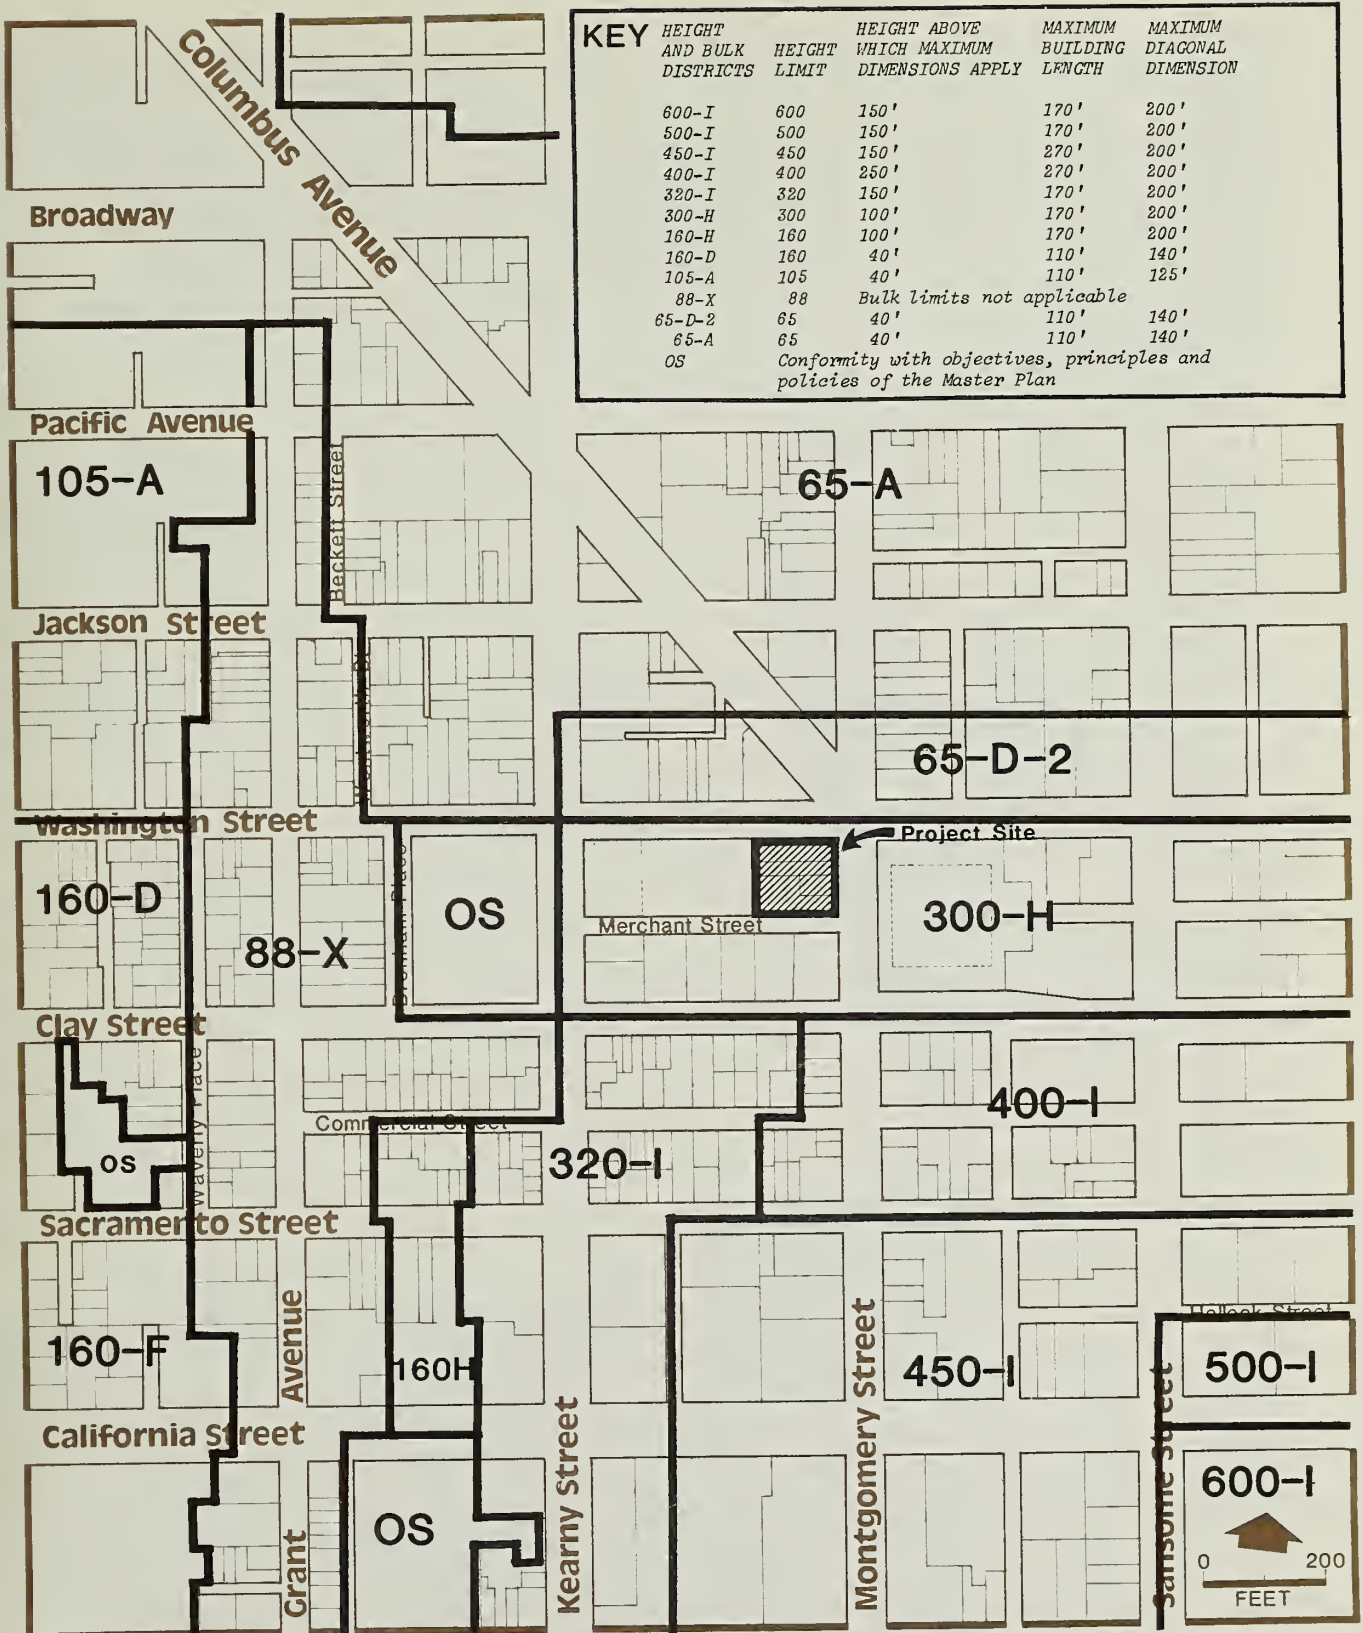 KEY
HEIGHT AND BULK DISTRICTS HEIGHT LIMIT HEIGHT ABOVE WHICH MAXIMUM DIMENSIONS APPLY MAXIMUM BUILDING LENGTH MAXIMUM DIAGONAL DIMENSION
600-I 600 150' 170' 200'
500-I 500 150' 170' 200'
450-I 450 150' 270' 200'
400-I 400 250' 270' 200'
320-I 320 150' 170' 200'
300-H 300 100' 170' 200'
160-H 160 100' 170' 200'
160-D 160 40' 110' 140'
105-A 105 40' 110' 125'
88-X 88 Bulk limits not applicable
65-D-2 65 40' 110' 140'
65-A 65 40' 110' 140'
OS Conformity with objectives, principles and
policies of the Master Plan
Columbus Avenue
Broadway
Pacific Avenue
105-A
65-A
Beckett Street
Jackson Street
65-D-2
Washington Street
Project Site
160-D
88-X
OS
300-H
Merchant Street
Place
Clay Street
Waverly Place
400-I
Commercial Street
OS
320-I
Sacramento Street
160-F
160H
450-I
Halleck Street
500-I
California Street
OS
600-I
Grant Avenue
Kearny Street
Montgomery Street
Sansome Street
0 200
FEET